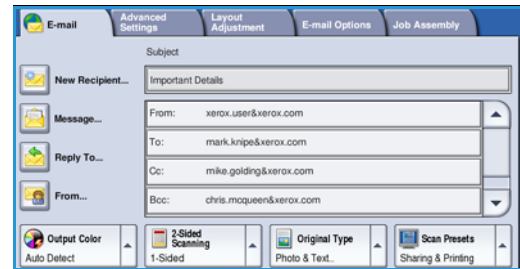 E-mail
Advanced Settings
Layout Adjustment
E-mail Options
Job Assembly
Subject
New Recipient...
Important Details
Message...
From: xerox.user&xerox.com
To: mark.knipe&xerox.com
Reply To...
Cc: mike.golding&xerox.com
From...
Bcc: chris.mcqueen&xerox.com
Output Color
Auto Detect
2-Sided
Scanning
1-Sided
Original Type
Photo & Text..
Scan Presets
Sharing & Printing